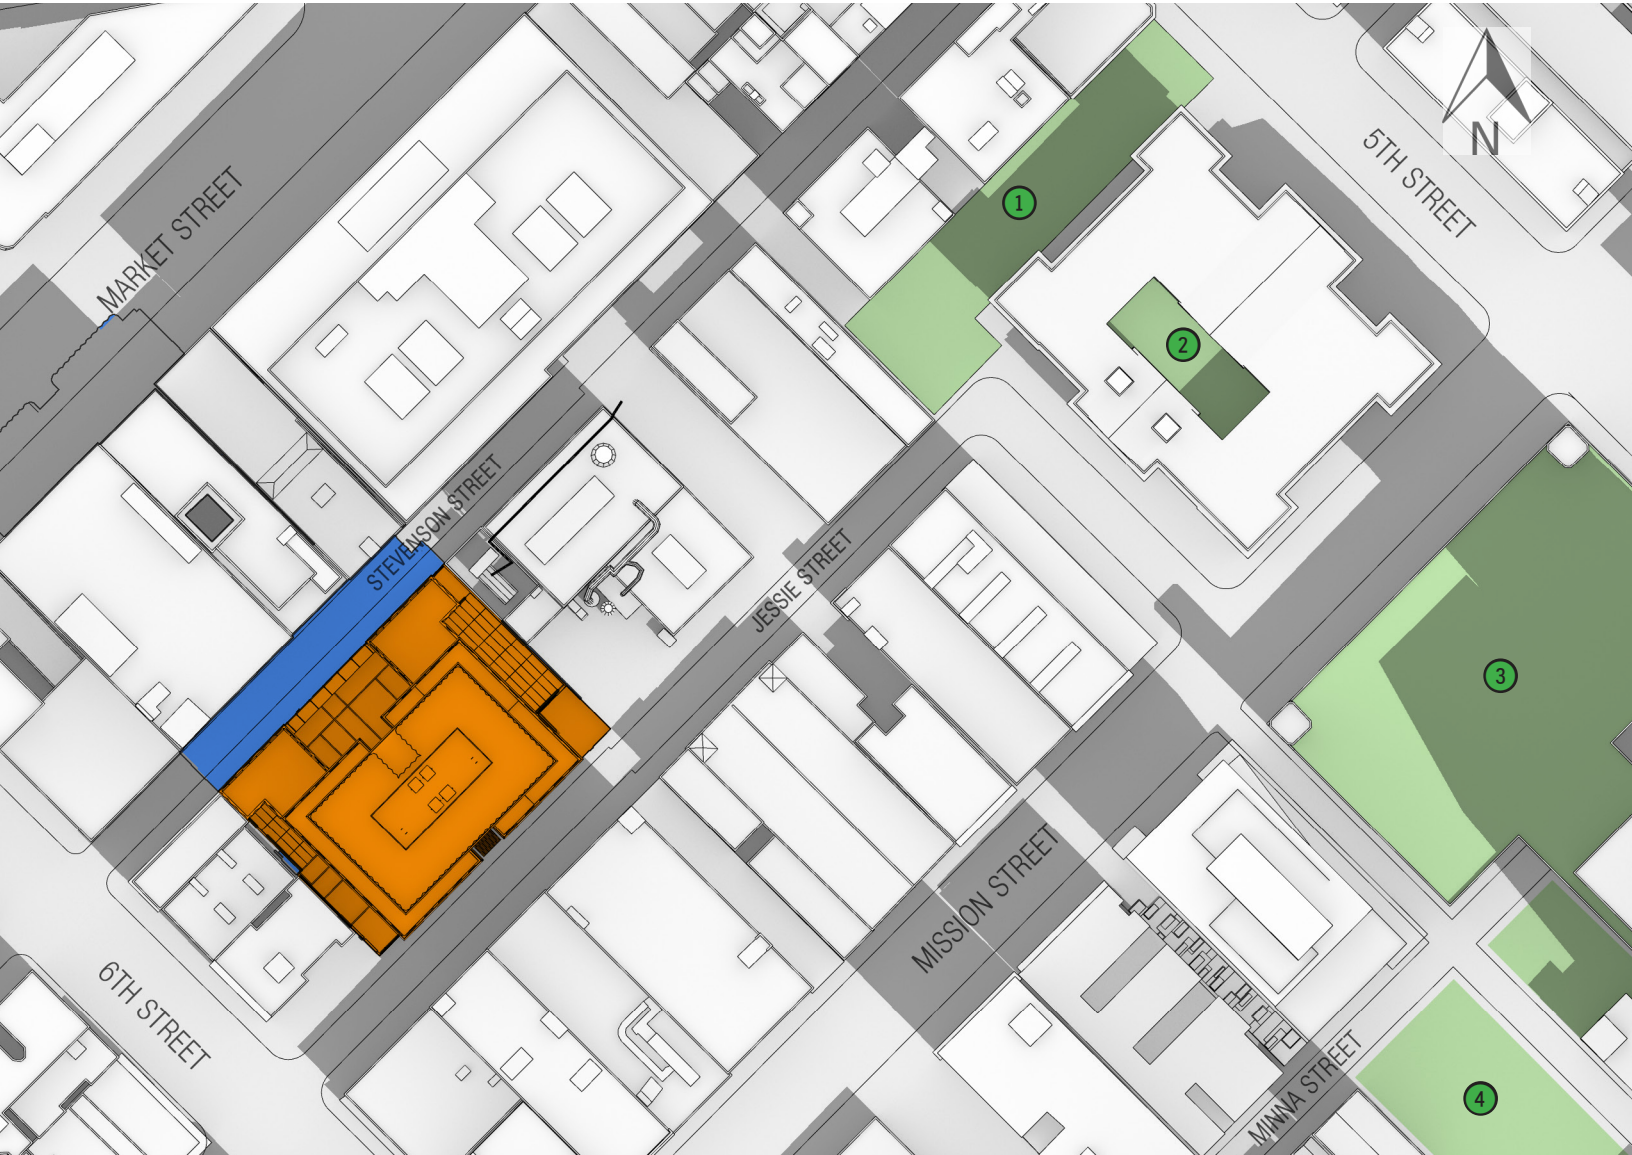 N
5TH STREET
MARKET STREET
1
2
STEVENSON STREET
JESSIE STREET
3
MISSION STREET
6TH STREET
MINNA STREET
4